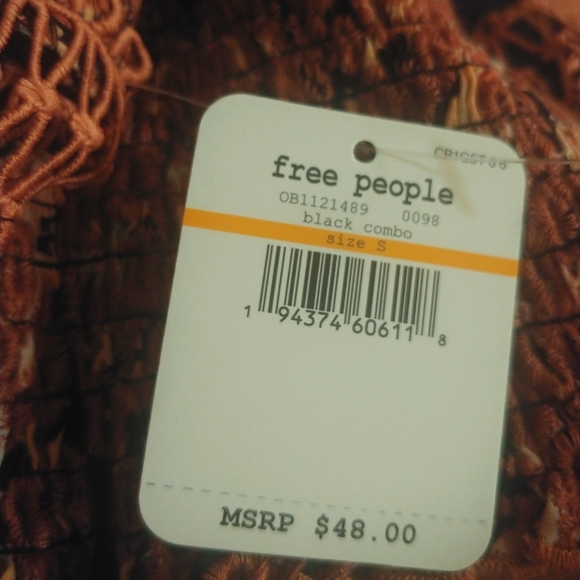 free people
OB1121489 0098
black combo
size S
1 94374 60611 8
MSRP $48.00